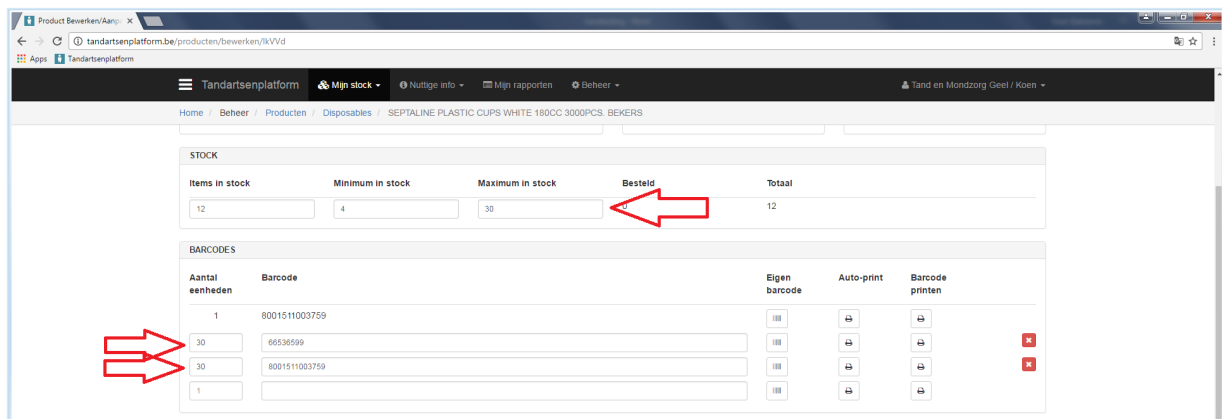 Product Bewerken/Aanp
tandartsenplatform.be/producten/bewerken/lkVVd
Apps Tandartsenplatform
Tandartsenplatform Mijn stock Nuttige info Mijn rapporten Beheer Tand en Mondzorg Geel / Koen
Home / Beheer / Producten / Disposables / SEPTALINE PLASTIC CUPS WHITE 180CC 3000PCS. BEKERS
STOCK
Items in stock Minimum in stock Maximum in stock Besteld Totaal
12 4 30 0 12
BARCODES
Aantal eenheden Barcode Eigen barcode Auto-print Barcode printen
1 8001511003759
30 66536599
30 8001511003759
1